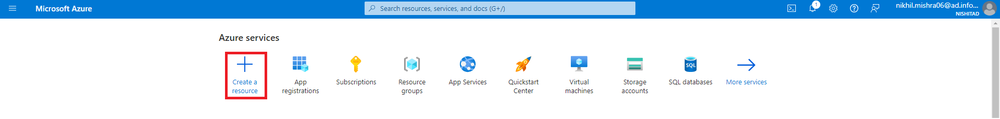 Microsoft Azure
Search resources, services, and docs (G+/)
1
nikhil.mishra06@ad.info...
NISHITAD
Azure services
Create a
resource
App
registrations
Subscriptions
Resource
groups
App Services
Quickstart
Center
Virtual
machines
Storage
accounts
SQL
SQL databases
More services